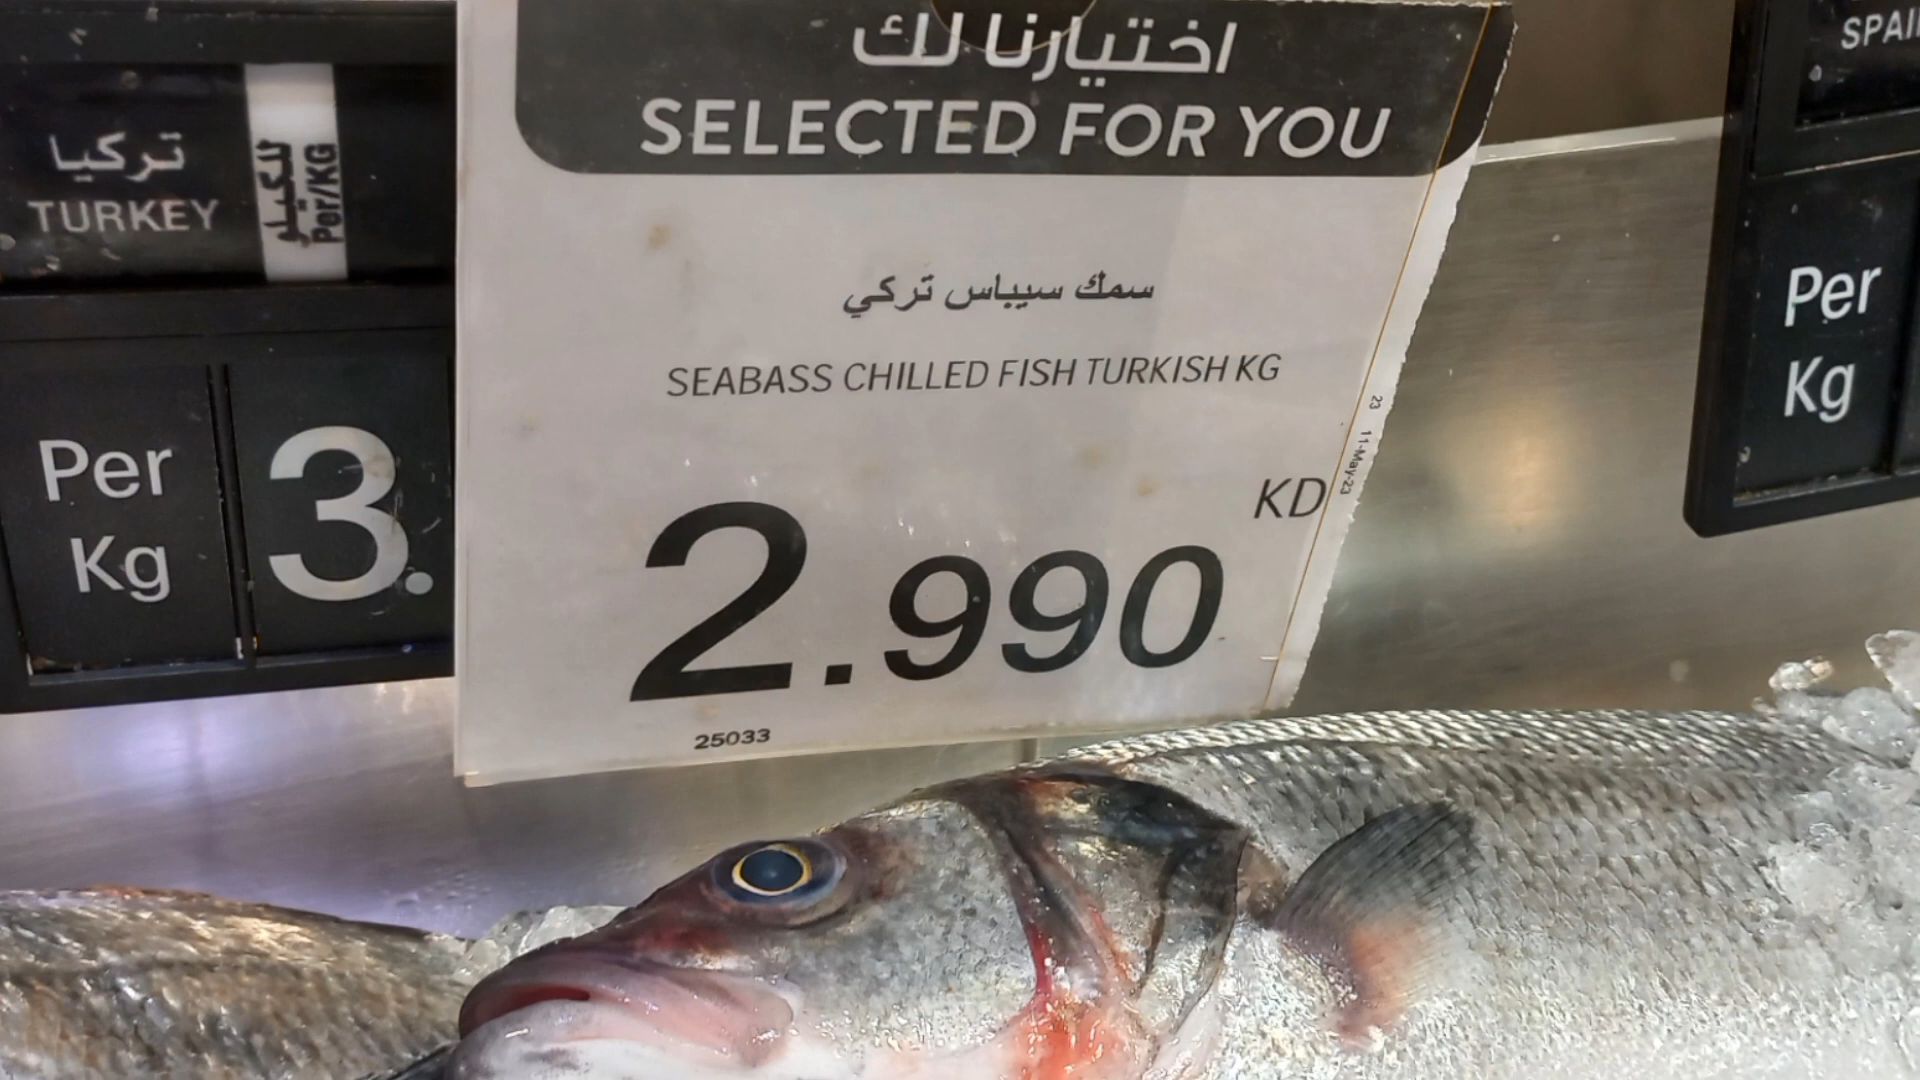 تركيا
TURKEY
للكيلو
Per/KG
Per
Kg
3.
اختيارنا لك
SELECTED FOR YOU
سمك سيباس تركي
SEABASS CHILLED FISH TURKISH KG
KD
2.990
25033
23 11-May-23
Per
Kg